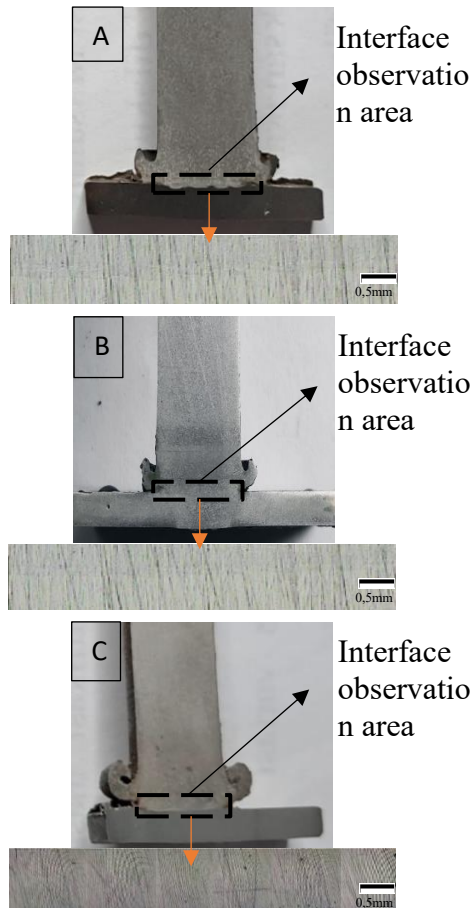 A
Interface
observatio
n area
0,5mm
B
Interface
observatio
n area
0,5mm
C
Interface
observatio
n area
0,5mm